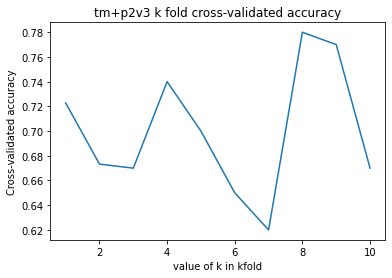 tm+p2v3 k fold cross-validated accuracy
0.78
0.76
0.74
0.72
0.70
0.68
0.66
0.64
0.62
Cross-validated accuracy
2 4 6 8 10
value of k in kfold